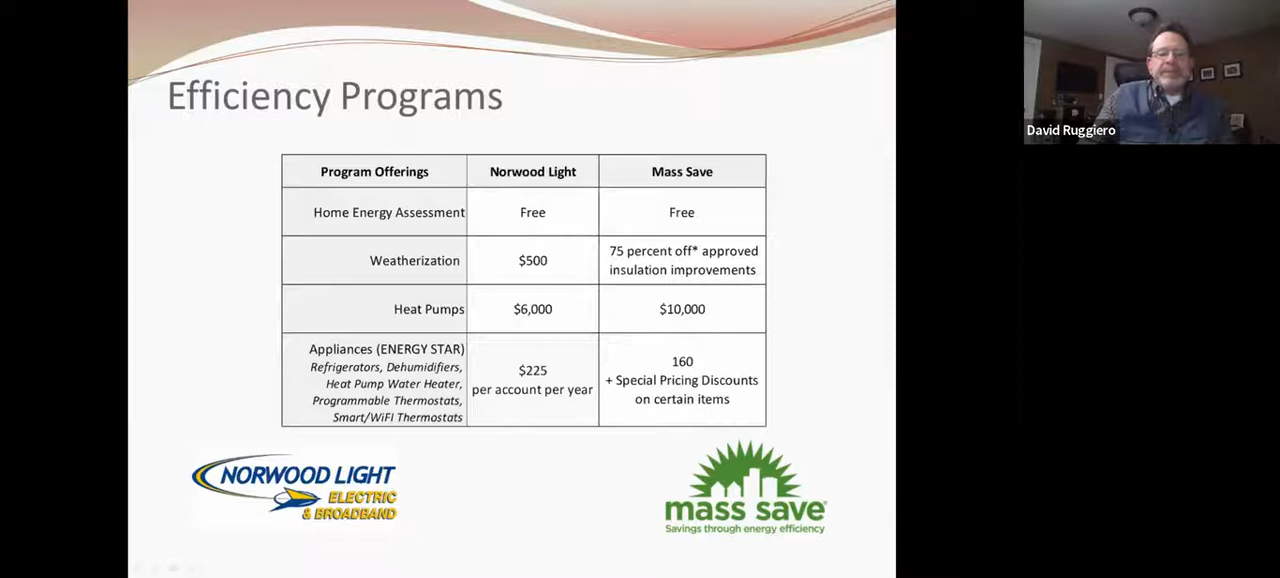 Efficiency Programs
David Ruggiero
Program Offerings
Norwood Light
Mass Save
Home Energy Assessment
Free
Free
Weatherization
$500
75 percent off* approved
insulation improvements
Heat Pumps
$6,000
$10,000
Appliances (ENERGY STAR)
Refrigerators, Dehumidifiers,
Heat Pump Water Heater,
Programmable Thermostats,
Smart/WiFI Thermostats
$225
per account per year
160
+ Special Pricing Discounts
on certain items
NORWOOD LIGHT
ELECTRIC
& BROADBAND
mass save®
Savings through energy efficiency